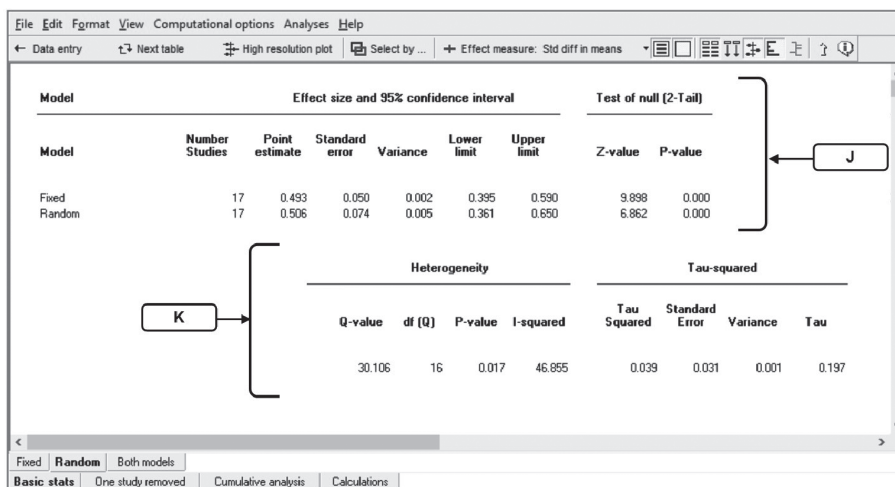 File Edit Format View Computational options Analyses Help
← Data entry Next table High resolution plot Select by ... Effect measure: Std diff in means
Model Effect size and 95% confidence interval Test of null (2-Tail)
Model Number Studies Point estimate Standard error Variance Lower limit Upper limit Z-value P-value
J
Fixed 17 0.493 0.050 0.002 0.395 0.590 9.898 0.000
Random 17 0.506 0.074 0.005 0.361 0.650 6.862 0.000
Heterogeneity Tau-squared
K
Q-value df (Q) P-value I-squared Tau Squared Standard Error Variance Tau
30.106 16 0.017 46.855 0.039 0.031 0.001 0.197
Fixed Random Both models
Basic stats One study removed Cumulative analysis Calculations